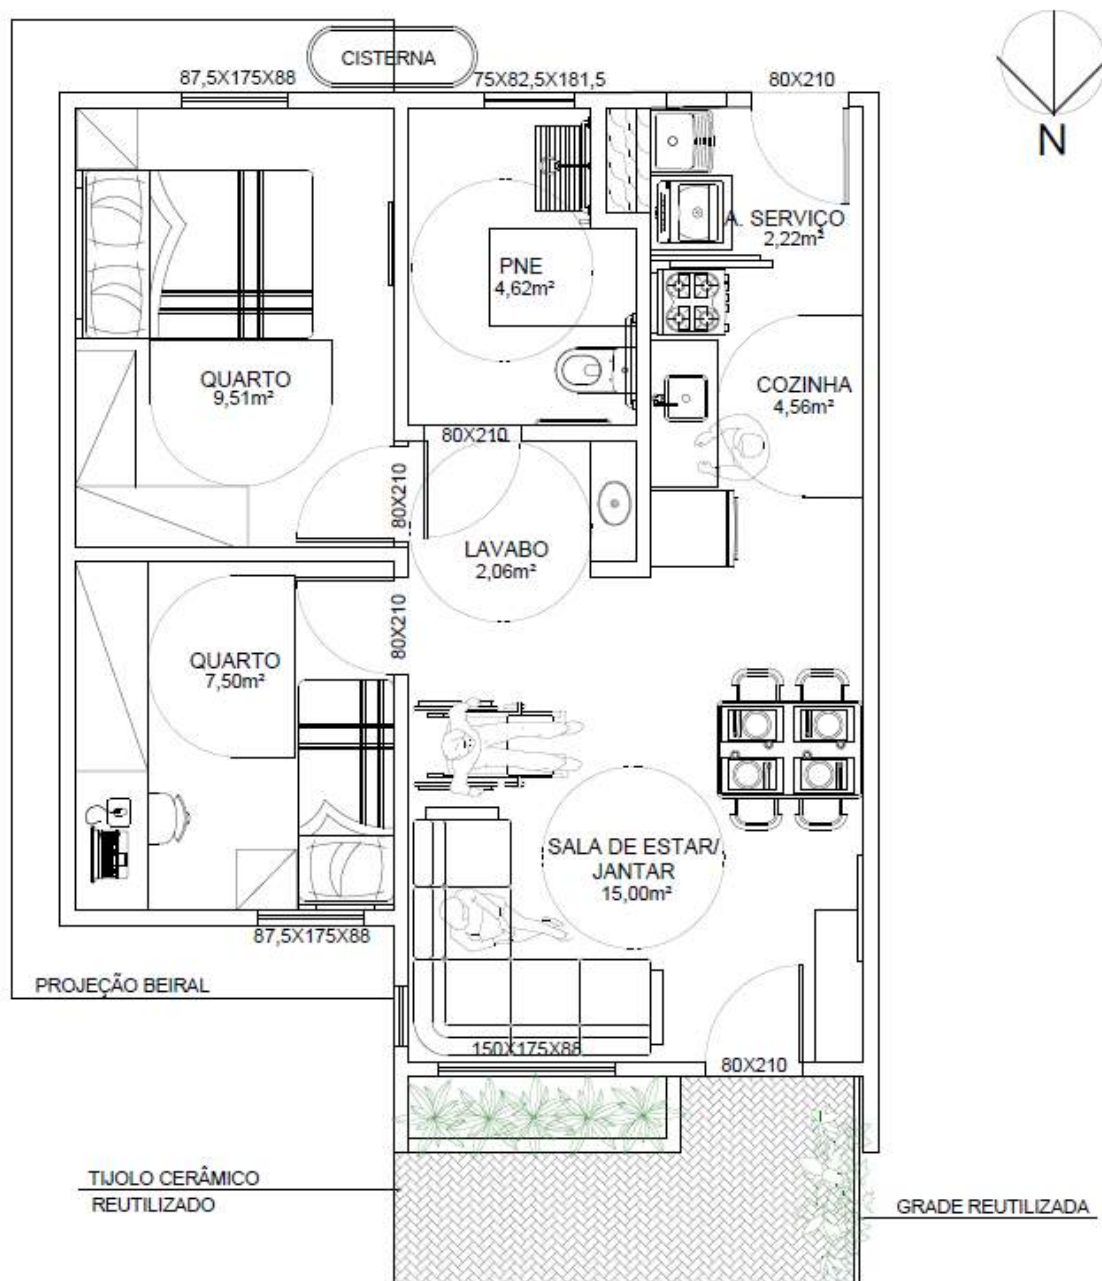 CISTERNA
87,5X175X88
75X82,5X181,5
80X210
N
A. SERVIÇO
2,22m²
PNE
4,62m²
QUARTO
9,51m²
COZINHA
4,56m²
80X210
80X210
LAVABO
2,06m²
80X210
QUARTO
7,50m²
SALA DE ESTAR/
JANTAR
15,00m²
87,5X175X88
PROJEÇÃO BEIRAL
150X175X88
80X210
TIJOLO CERÂMICO
REUTILIZADO
GRADE REUTILIZADA